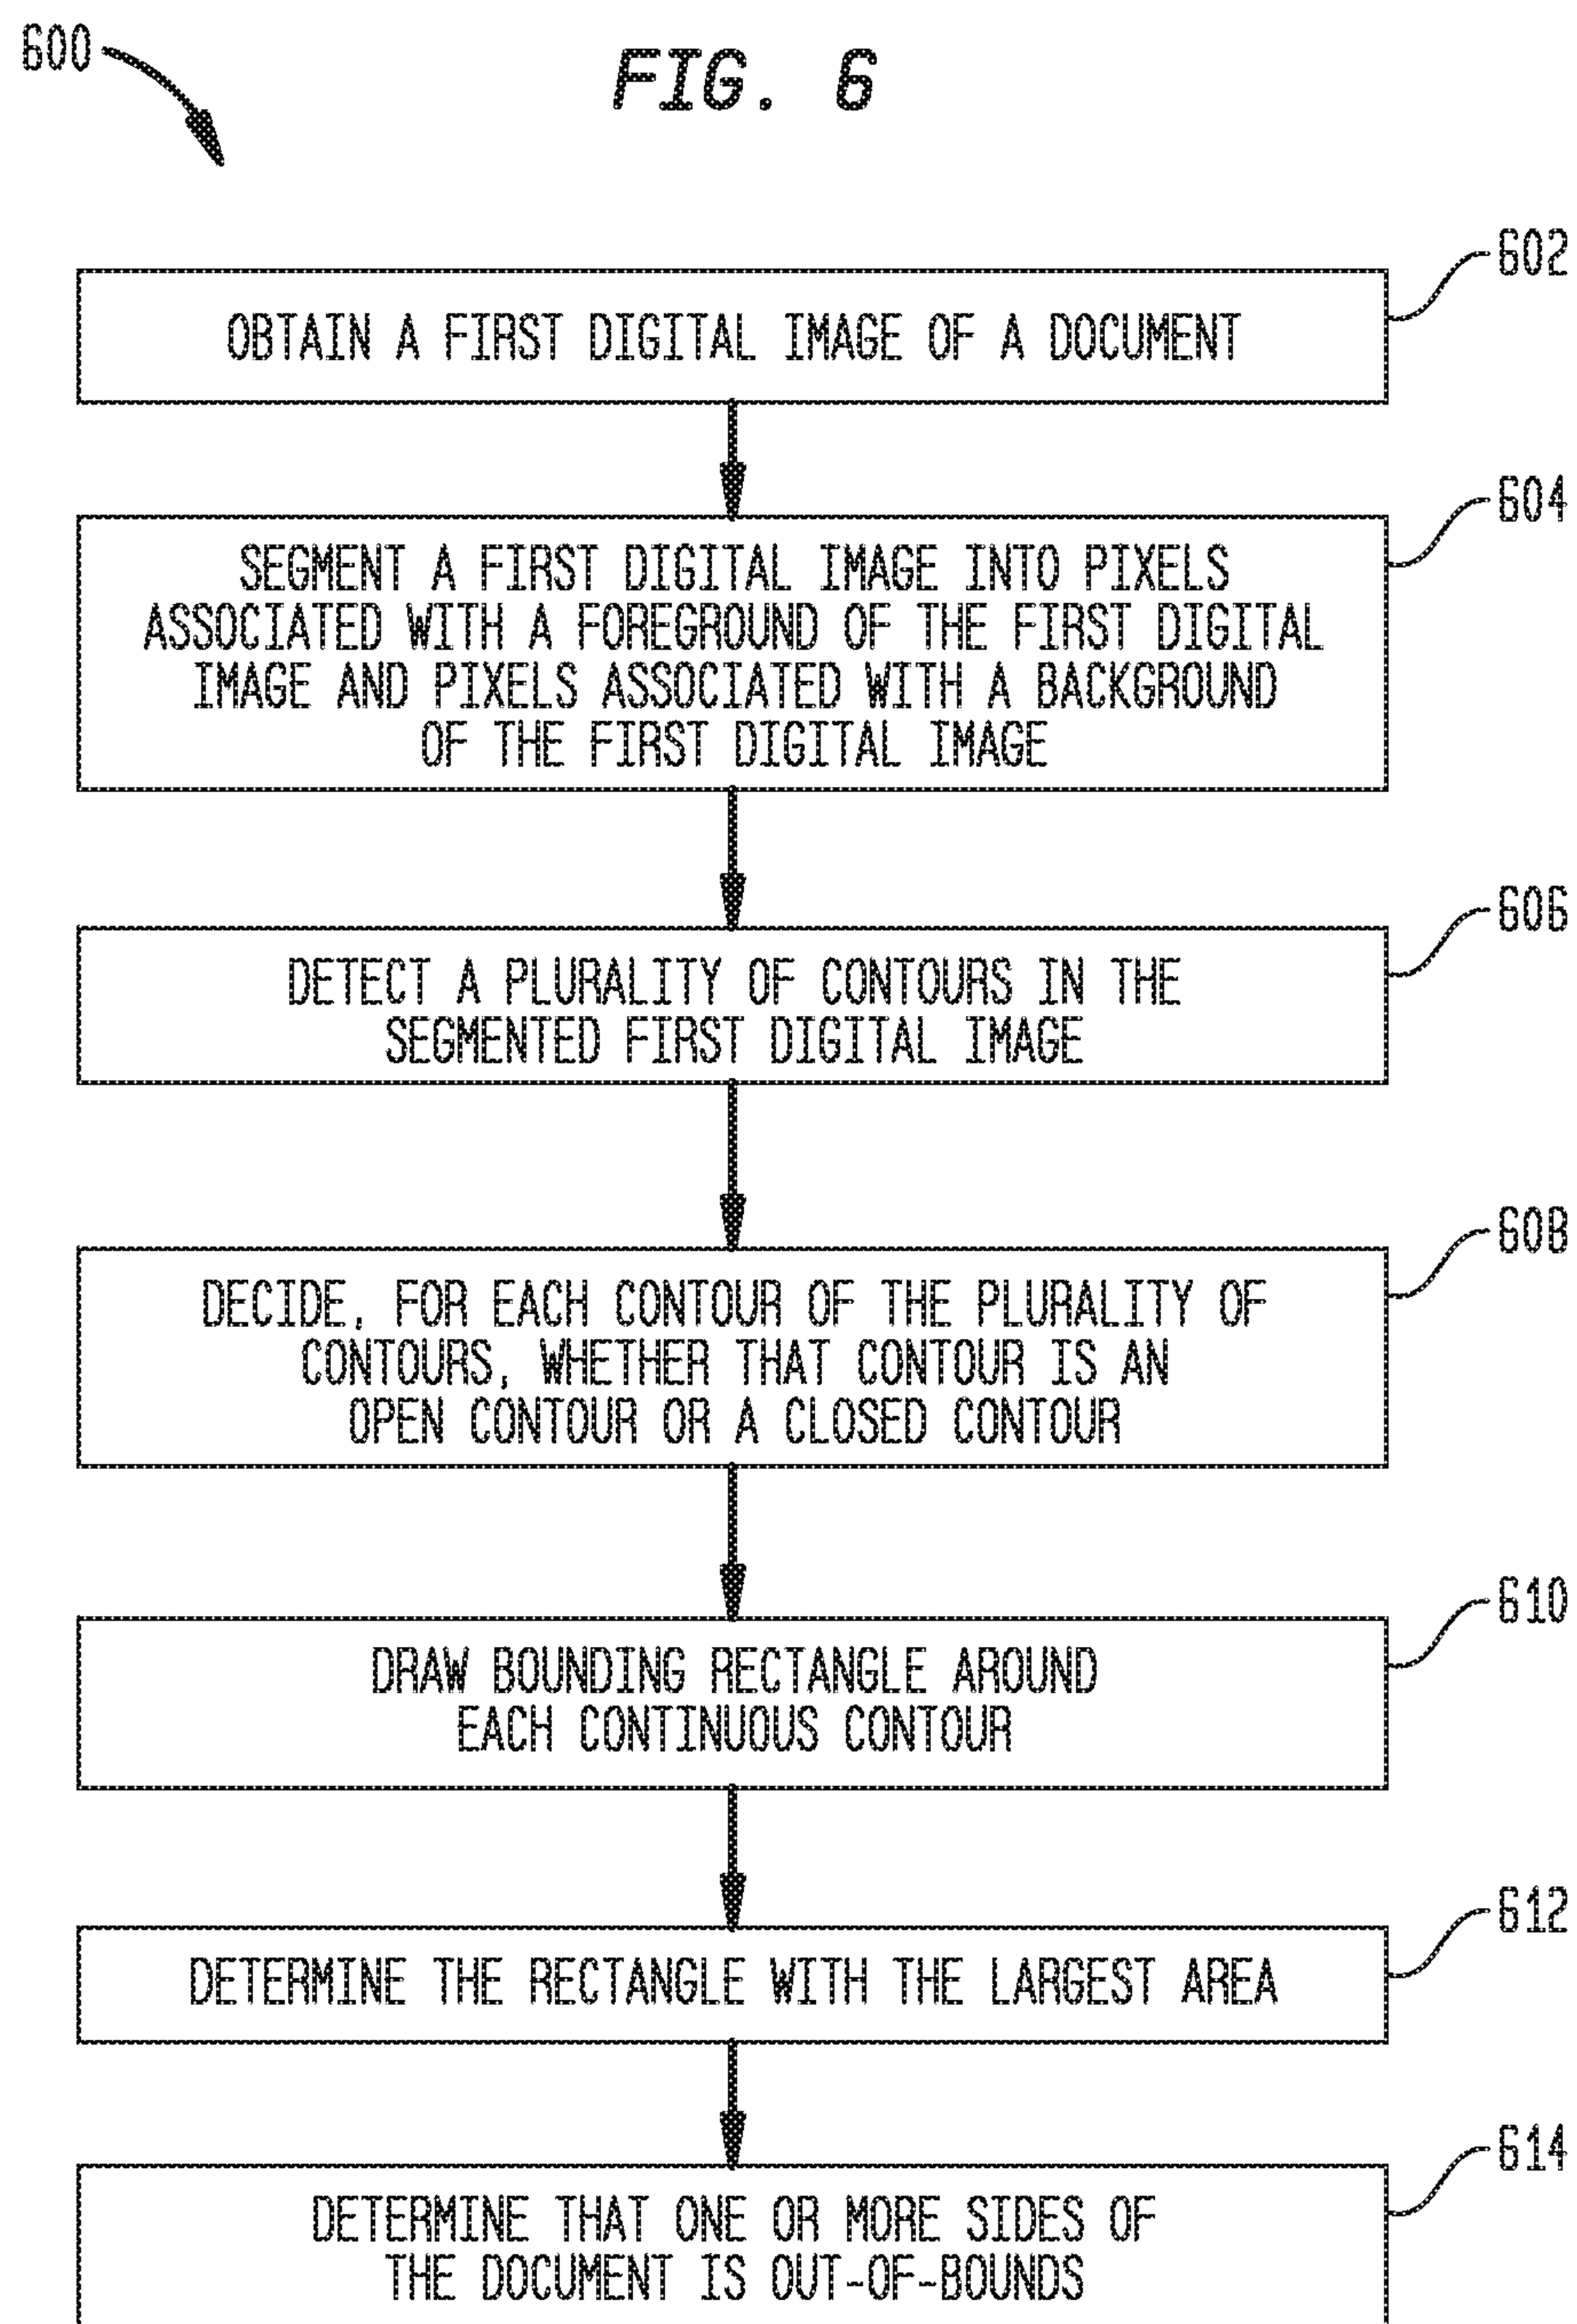 600
FIG. 6
602
OBTAIN A FIRST DIGITAL IMAGE OF A DOCUMENT
604
SEGMENT A FIRST DIGITAL IMAGE INTO PIXELS
ASSOCIATED WITH A FOREGROUND OF THE FIRST DIGITAL
IMAGE AND PIXELS ASSOCIATED WITH A BACKGROUND
OF THE FIRST DIGITAL IMAGE
606
DETECT A PLURALITY OF CONTOURS IN THE
SEGMENTED FIRST DIGITAL IMAGE
608
DECIDE, FOR EACH CONTOUR OF THE PLURALITY OF
CONTOURS, WHETHER THAT CONTOUR IS AN
OPEN CONTOUR OR A CLOSED CONTOUR
610
DRAW BOUNDING RECTANGLE AROUND
EACH CONTINUOUS CONTOUR
612
DETERMINE THE RECTANGLE WITH THE LARGEST AREA
614
DETERMINE THAT ONE OR MORE SIDES OF
THE DOCUMENT IS OUT-OF-BOUNDS